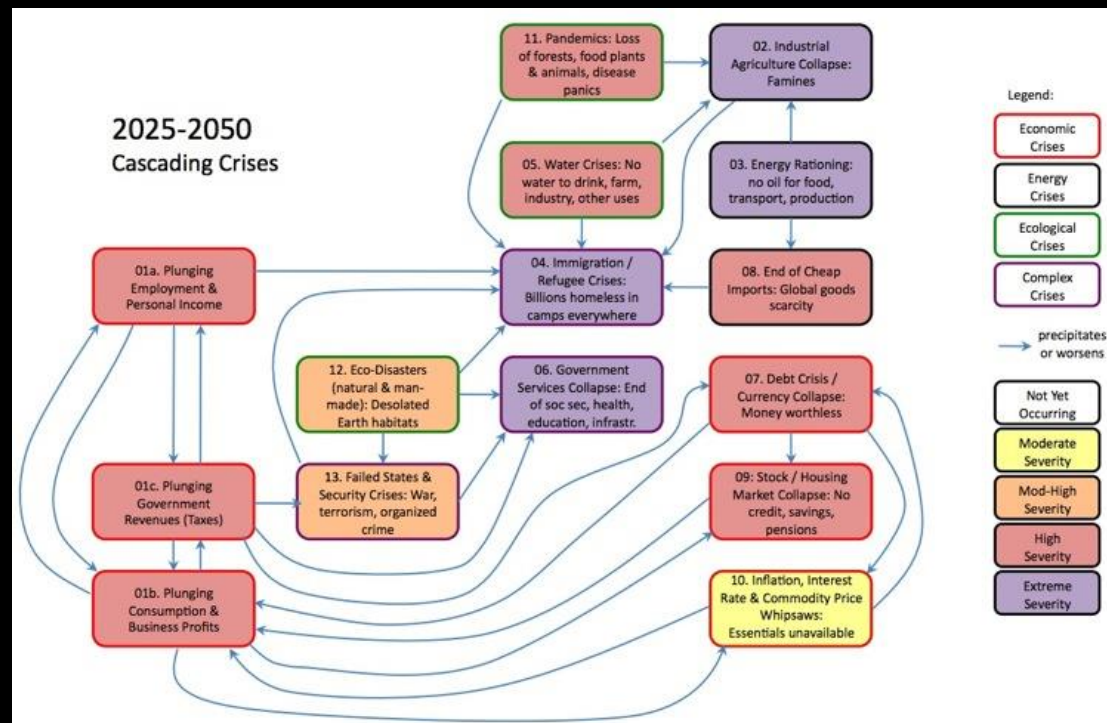 2025-2050
Cascading Crises
11. Pandemics: Loss
of forests, food plants
& animals, disease
panics
02. Industrial
Agriculture Collapse:
Famines
05. Water Crises: No
water to drink, farm,
industry, other uses
03. Energy Rationing:
no oil for food,
transport, production
01a. Plunging
Employment &
Personal Income
04. Immigration /
Refugee Crises:
Billions homeless in
camps everywhere
08. End of Cheap
Imports: Global goods
scarcity
12. Eco-Disasters
(natural & man-
made): Desolated
Earth habitats
06. Government
Services Collapse: End
of soc sec, health,
education, infrastr.
07. Debt Crisis /
Currency Collapse:
Money worthless
01c. Plunging
Government
Revenues (Taxes)
13. Failed States &
Security Crises: War,
terrorism, organized
crime
09: Stock / Housing
Market Collapse: No
credit, savings,
pensions
01b. Plunging
Consumption &
Business Profits
10. Inflation, Interest
Rate & Commodity Price
Whipsaws:
Essentials unavailable
Legend:
Economic
Crises
Energy
Crises
Ecological
Crises
Complex
Crises
precipitates
or worsens
Not Yet
Occurring
Moderate
Severity
Mod-High
Severity
High
Severity
Extreme
Severity